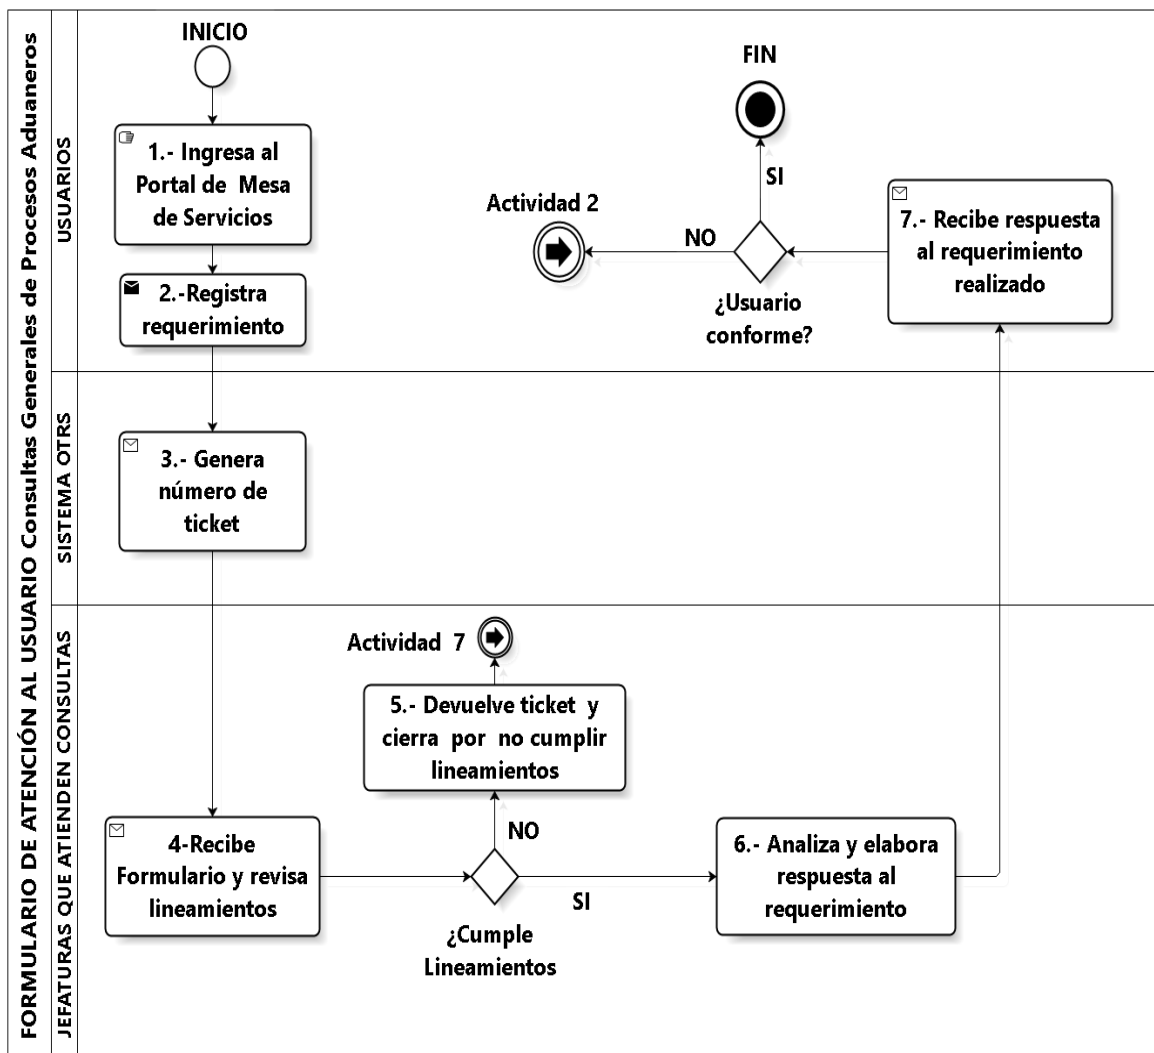 FORMULARIO DE ATENCIÓN AL USUARIO Consultas Generales de Procesos Aduaneros
USUARIOS
INICIO
1.- Ingresa al
Portal de Mesa
de Servicios
2.-Registra
requerimiento
FIN
SI
Actividad 2
NO
¿Usuario
conforme?
7.- Recibe respuesta
al requerimiento
realizado
SISTEMA OTRS
3.- Genera
número de
ticket
JEFATURAS QUE ATIENDEN CONSULTAS
Actividad 7
5.- Devuelve ticket y
cierra por no cumplir
lineamientos
NO
4-Recibe
Formulario y revisa
lineamientos
SI
¿Cumple
Lineamientos
6.- Analiza y elabora
respuesta al
requerimiento